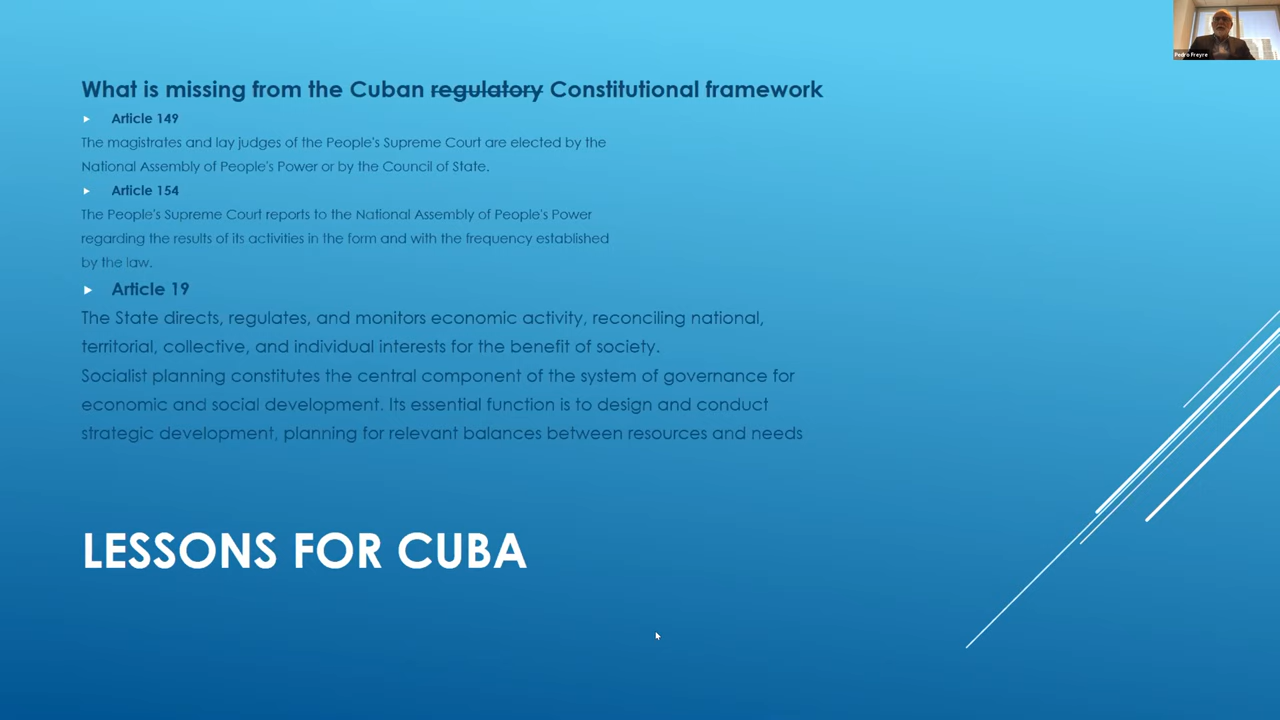 Pedro Freyre
What is missing from the Cuban regulatory Constitutional framework
Article 149
The magistrates and lay judges of the People's Supreme Court are elected by the
National Assembly of People's Power or by the Council of State.
Article 154
The People's Supreme Court reports to the National Assembly of People's Power
regarding the results of its activities in the form and with the frequency established
by the law.
Article 19
The State directs, regulates, and monitors economic activity, reconciling national,
territorial, collective, and individual interests for the benefit of society.
Socialist planning constitutes the central component of the system of governance for
economic and social development. Its essential function is to design and conduct
strategic development, planning for relevant balances between resources and needs
LESSONS FOR CUBA